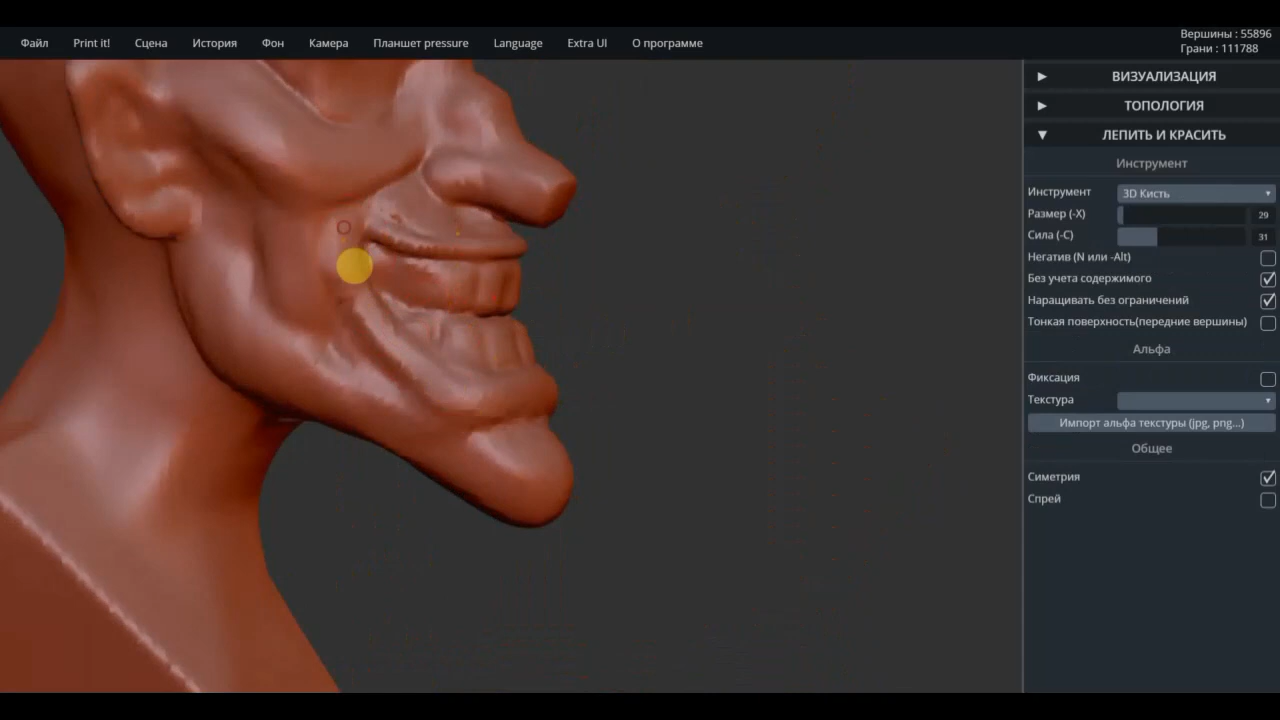 Файл Print it! Сцена История Фон Камера Планшет pressure Language Extra UI О программе
Вершины : 55896
Грани : 111788
ВИЗУАЛИЗАЦИЯ
ТОПОЛОГИЯ
ЛЕПИТЬ И КРАСИТЬ
Инструмент
Инструмент 3D Кисть
Размер (-X) 29
Сила (-C) 31
Негатив (N или -Alt)
Без учета содержимого
Наращивать без ограничений
Тонкая поверхность(передние вершины)
Альфа
Фиксация
Текстура
Импорт альфа текстуры (jpg, png...)
Общее
Симетрия
Спрей